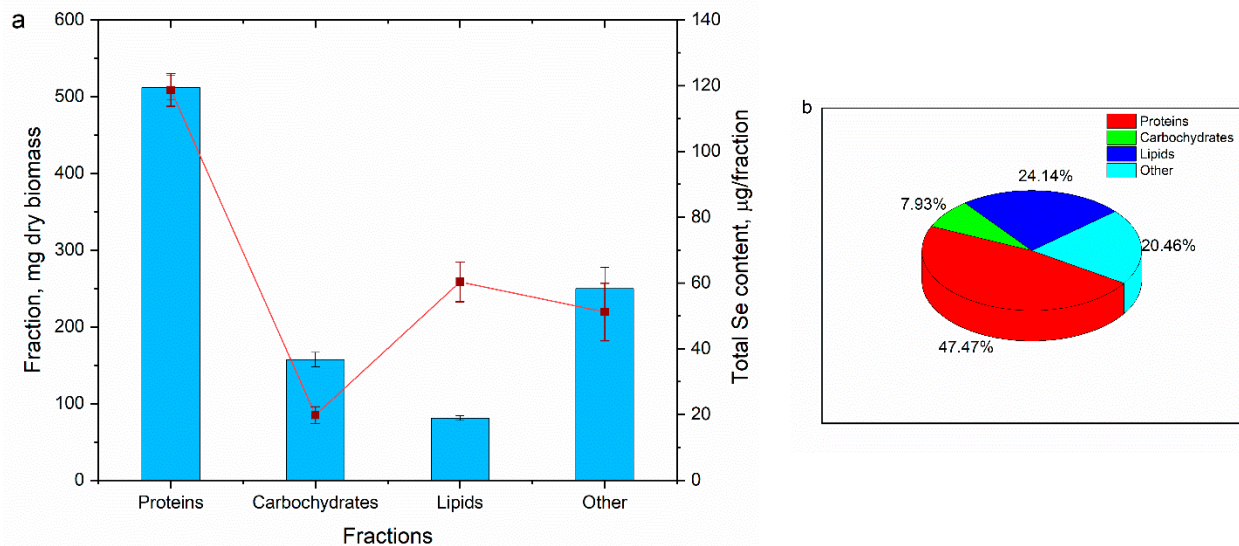 a
600
500
400
300
200
100
0
Fraction, mg dry biomass
140
120
100
80
60
40
20
0
Total Se content, μg/fraction
Proteins
Carbochydrates
Lipids
Other
Fractions
b
Proteins
Carbochydrates
Lipids
Other
24.14%
7.93%
20.46%
47.47%